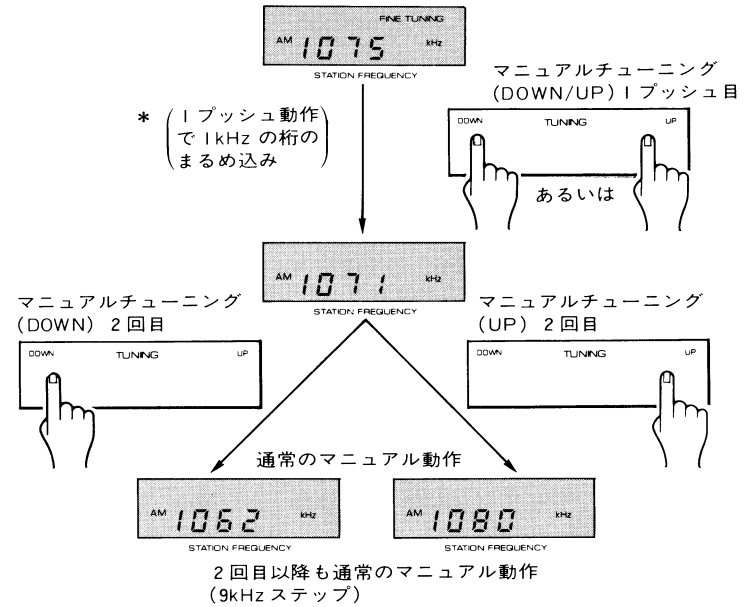 FINE TUNING
AM 1075 kHz
STATION FREQUENCY
マニュアルチューニング
(DOWN/UP) 1プッシュ目
DOWN TUNING UP
あるいは
* (1プッシュ動作
で1kHzの桁の
まるめ込み)
AM 1071 kHz
STATION FREQUENCY
マニュアルチューニング
(DOWN) 2回目
DOWN TUNING UP
マニュアルチューニング
(UP) 2回目
DOWN TUNING UP
通常のマニュアル動作
AM 1062 kHz
STATION FREQUENCY
AM 1080 kHz
STATION FREQUENCY
2回目以降も通常のマニュアル動作
(9kHzステップ)